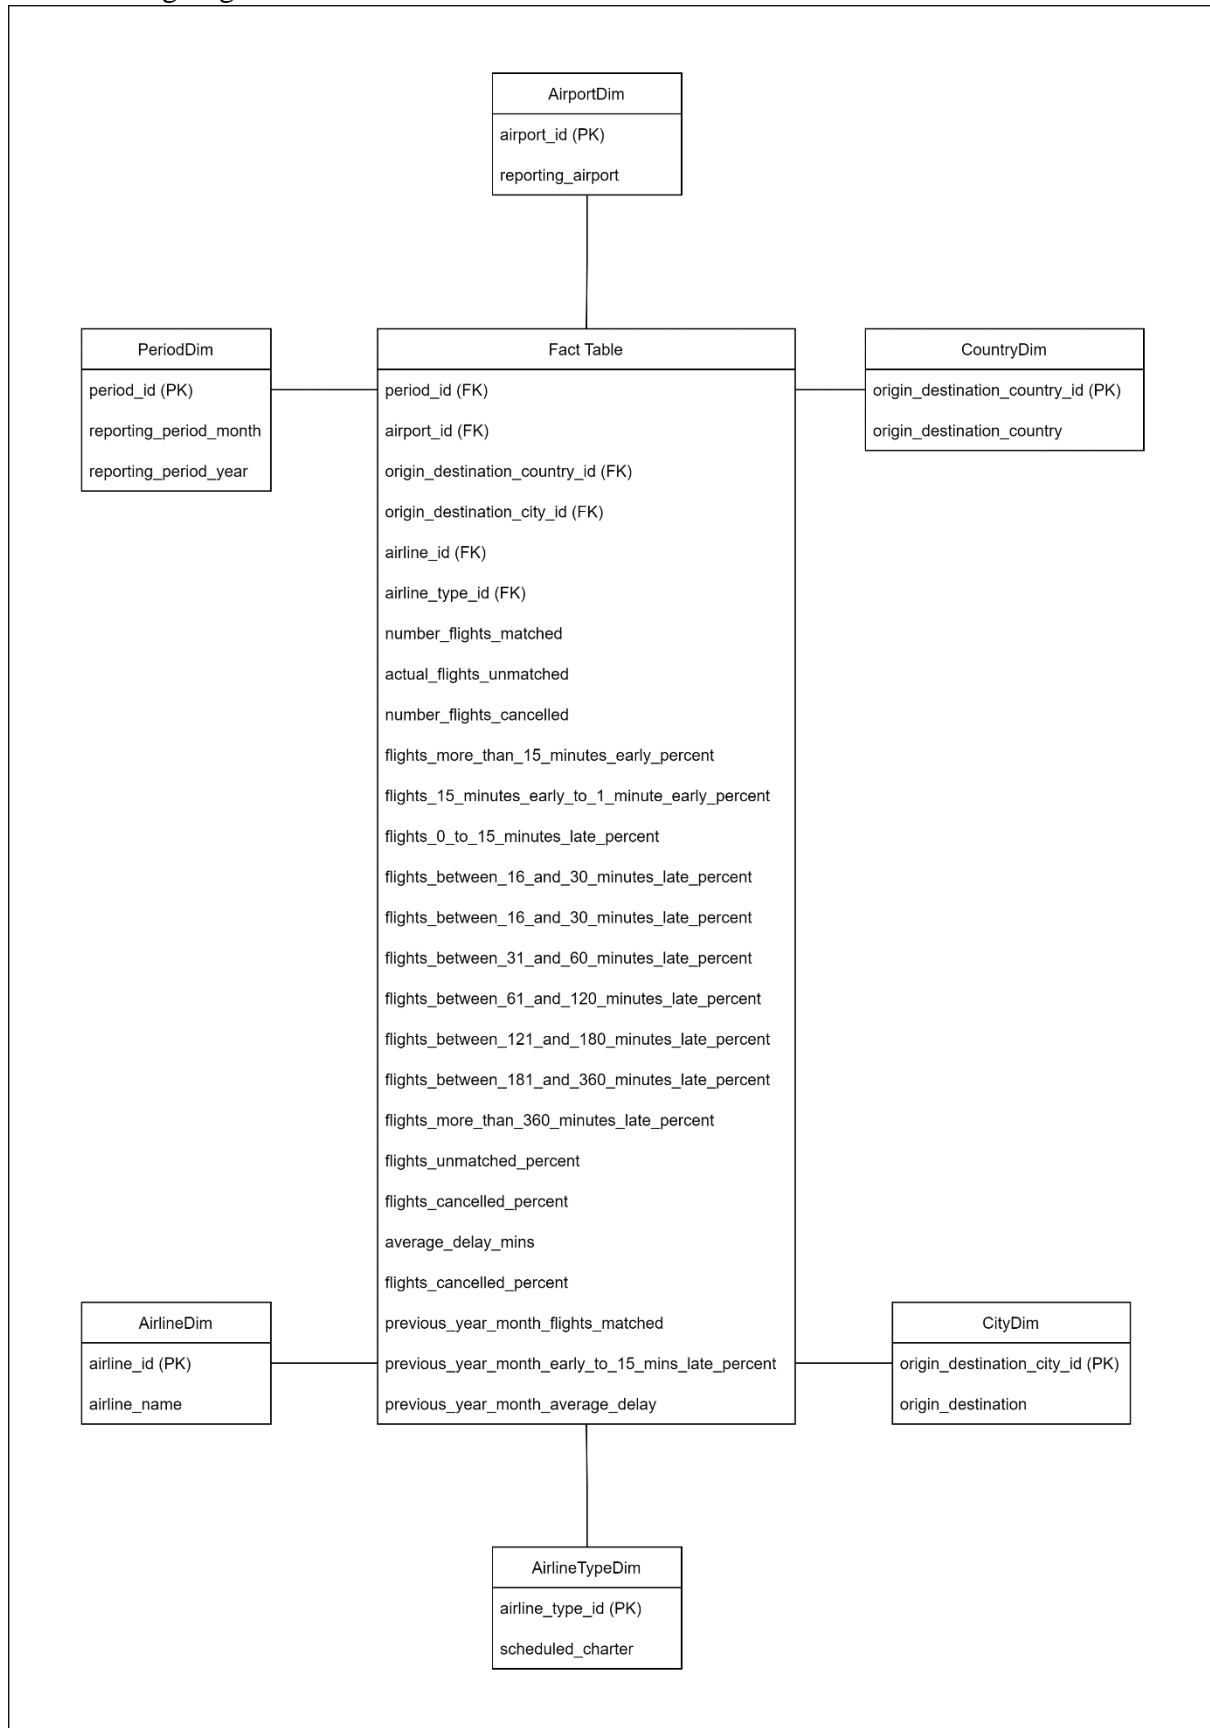 AirportDim
airport_id (PK)
reporting_airport
PeriodDim
period_id (PK)
reporting_period_month
reporting_period_year
Fact Table
period_id (FK)
airport_id (FK)
origin_destination_country_id (FK)
origin_destination_city_id (FK)
airline_id (FK)
airline_type_id (FK)
number_flights_matched
actual_flights_unmatched
number_flights_cancelled
flights_more_than_15_minutes_early_percent
flights_15_minutes_early_to_1_minute_early_percent
flights_0_to_15_minutes_late_percent
flights_between_16_and_30_minutes_late_percent
flights_between_16_and_30_minutes_late_percent
flights_between_31_and_60_minutes_late_percent
flights_between_61_and_120_minutes_late_percent
flights_between_121_and_180_minutes_late_percent
flights_between_181_and_360_minutes_late_percent
flights_more_than_360_minutes_late_percent
flights_unmatched_percent
flights_cancelled_percent
average_delay_mins
flights_cancelled_percent
previous_year_month_flights_matched
previous_year_month_early_to_15_mins_late_percent
previous_year_month_average_delay
CountryDim
origin_destination_country_id (PK)
origin_destination_country
AirlineDim
airline_id (PK)
airline_name
CityDim
origin_destination_city_id (PK)
origin_destination
AirlineTypeDim
airline_type_id (PK)
scheduled_charter